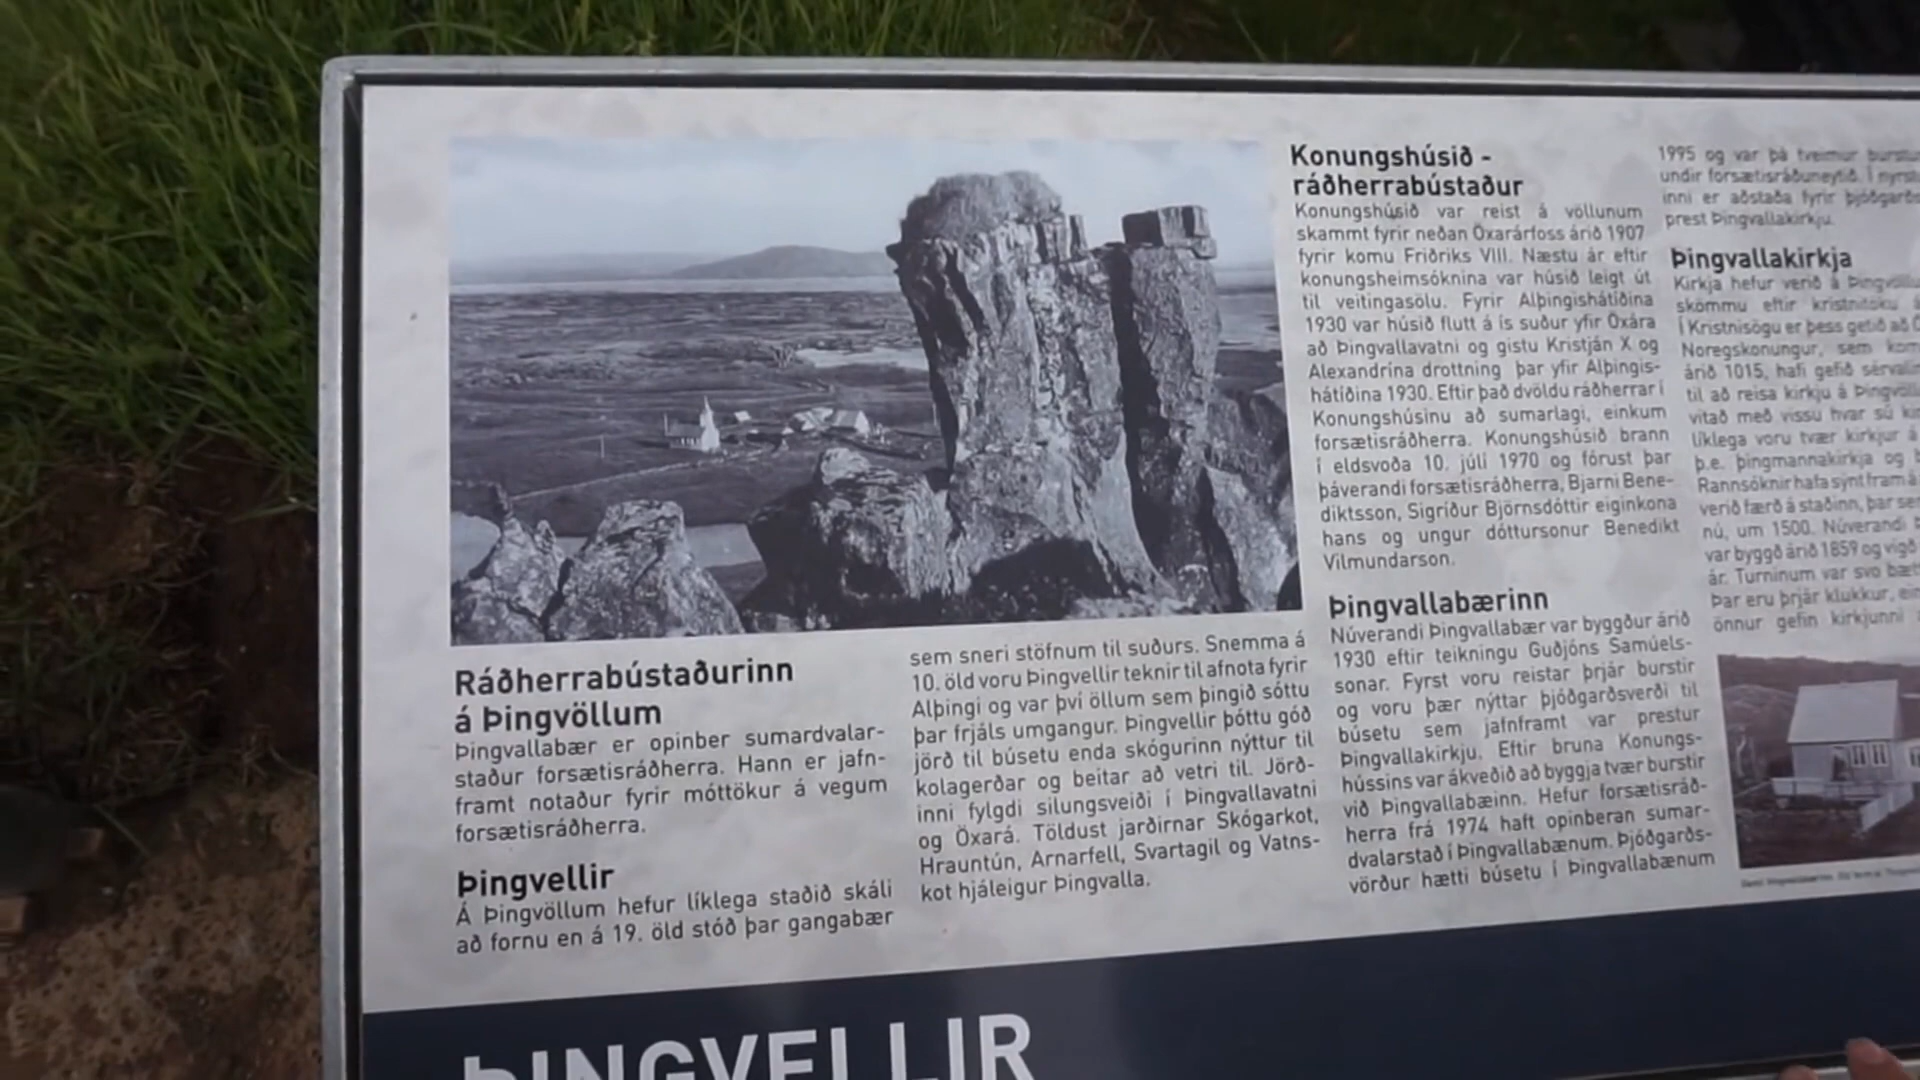 Ráðherrabústaðurinn
á Þingvöllum
Þingvallabær er opinber sumardvalar-
staður forsætisráðherra. Hann er jafn-
framt notaður fyrir móttökur á vegum
forsætisráðherra.
Þingvellir
Á Þingvöllum hefur líklega staðið skáli
að fornu en á 19. öld stóð þar gangabær
sem sneri stöfnum til suðurs. Snemma á
10. öld voru Þingvellir teknir til afnota fyrir
Alþingi og var því öllum sem þingið sóttu
þar frjáls umgangur. Þingvellir þóttu góð
jörð til búsetu enda skógurinn nýttur til
kolagerðar og beitar að vetri til. Jörð-
inni fylgdi silungsveiði í Þingvallavatni
og Öxará. Töldust jarðirnar Skógarkot,
Hrauntún, Arnarfell, Svartagil og Vatns-
kot hjáleigur Þingvalla.
Konungshúsið -
ráðherrabústaður
Konungshúsið var reist á völlunum
skammt fyrir neðan Öxarárfoss árið 1907
fyrir komu Friðriks VIII. Næstu ár eftir
konungsheimsóknina var húsið leigt út
til veitingasölu. Fyrir Alþingishátíðina
1930 var húsið flutt á ís suður yfir Öxára
að Þingvallavatni og gistu Kristján X og
Alexandrína drottning þar yfir Alþingis-
hátíðina 1930. Eftir það dvöldu ráðherrar í
Konungshúsinu að sumarlagi, einkum
forsætisráðherra. Konungshúsið brann
í eldsvoða 10. júlí 1970 og fórust þar
þáverandi forsætisráðherra, Bjarni Bene-
diktsson, Sigríður Björnsdóttir eiginkona
hans og ungur dóttursonur Benedikt
Vilmundarson.
Þingvallabærinn
Núverandi Þingvallabær var byggður árið
1930 eftir teikningu Guðjóns Samúels-
sonar. Fyrst voru reistar þrjár burstir
og voru þær nýttar þjóðgarðsverði til
búsetu sem jafnframt var prestur
Þingvallakirkju. Eftir bruna Konungs-
hússins var ákveðið að byggja tvær burstir
við Þingvallabæinn. Hefur forsætisráð-
herra frá 1974 haft opinberan sumar-
dvalarstað í Þingvallabænum. Þjóðgarðs-
vörður hætti búsetu í Þingvallabænum
1995 og var þá tveimur
undir forsætisráðuneytið. Í
inni er aðstaða fyrir
prest Þingvallakirkju.
Þingvallakirkja
Kirkja hefur verið á
skömmu eftir kristnitöku
Í Kristnisögu er þess getið að
Noregskonungur, sem
árið 1015, hafi gefið
til að reisa kirkju á
vitað með vissu hvar sú
líklega voru tvær kirkjur á
þ.e. þingmannakirkja og
Rannsóknir hafa sýnt fram á
verið færð á staðinn, þar
nú, um 1500. Núverandi
var byggð árið 1859 og vígð
ár. Turninum var svo
Þar eru þrjár klukkur,
önnur gefin kirkjunni
ÞINGVELLIR